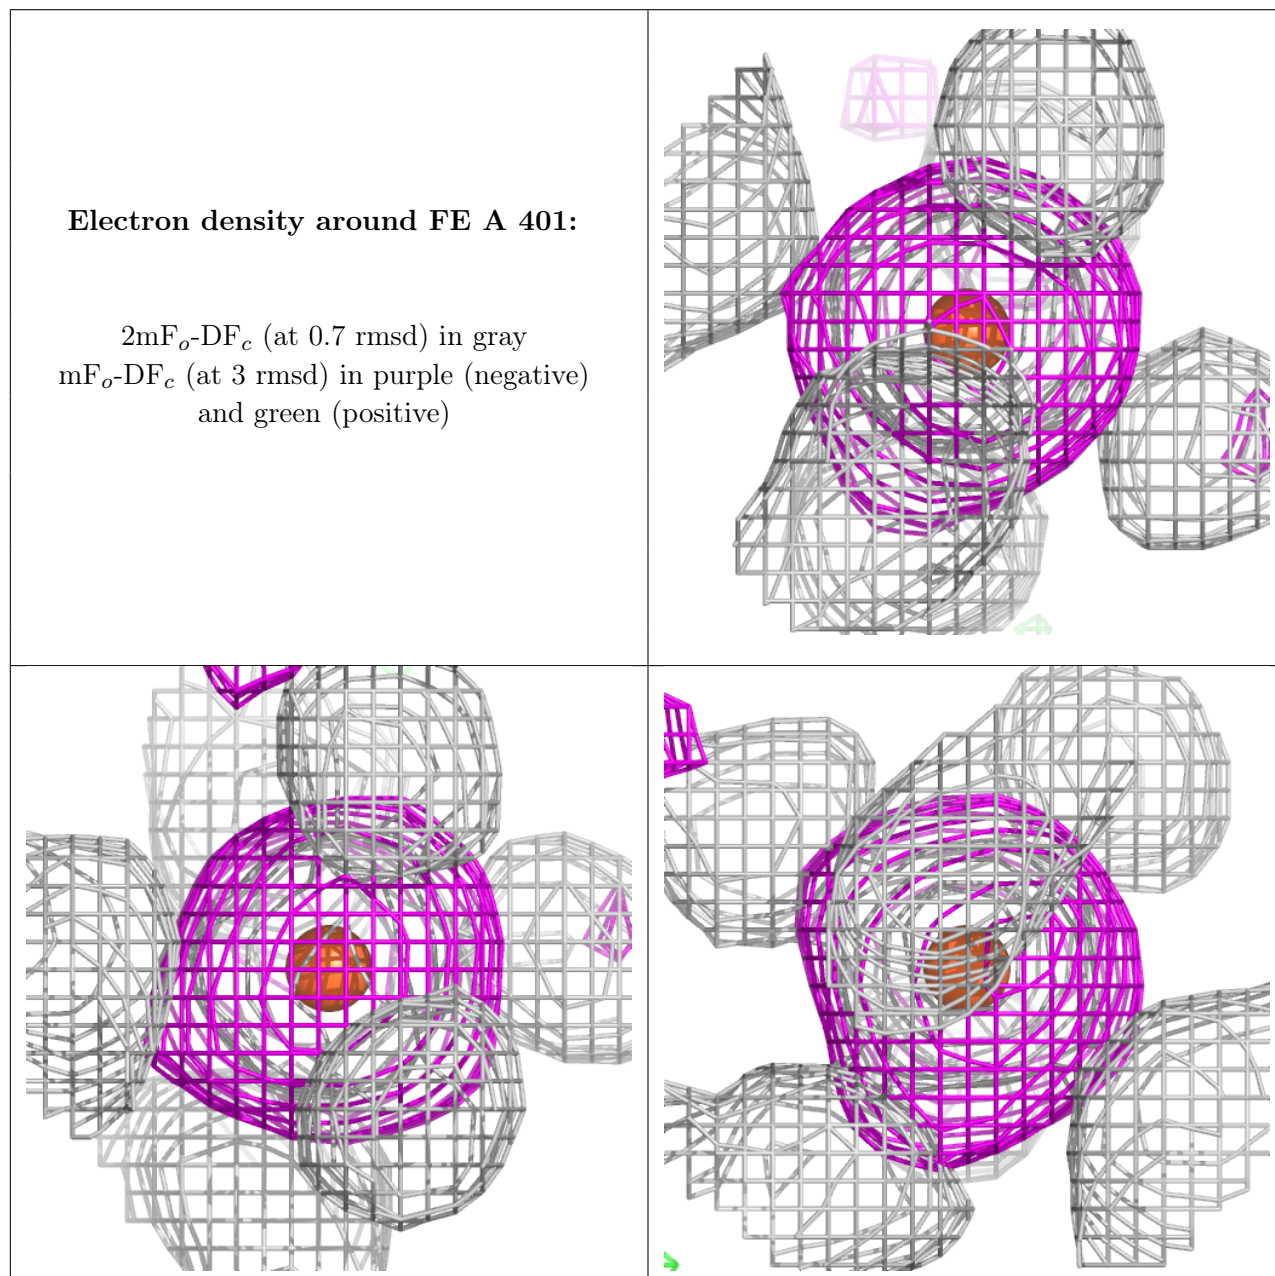 Electron density around FE A 401:
2mFₒ-DF𝑐 (at 0.7 rmsd) in gray
mFₒ-DF𝑐 (at 3 rmsd) in purple (negative)
and green (positive)